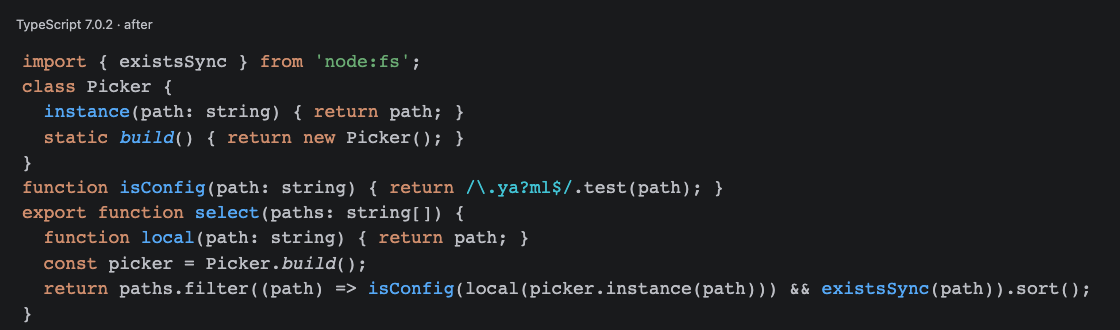 TypeScript 7.0.2 · after
import { existsSync } from 'node:fs';
class Picker {
  instance(path: string) { return path; }
  static build() { return new Picker(); }
}
function isConfig(path: string) { return /\.ya?ml$/.test(path); }
export function select(paths: string[]) {
  function local(path: string) { return path; }
  const picker = Picker.build();
  return paths.filter((path) => isConfig(local(picker.instance(path))) && existsSync(path)).sort();
}